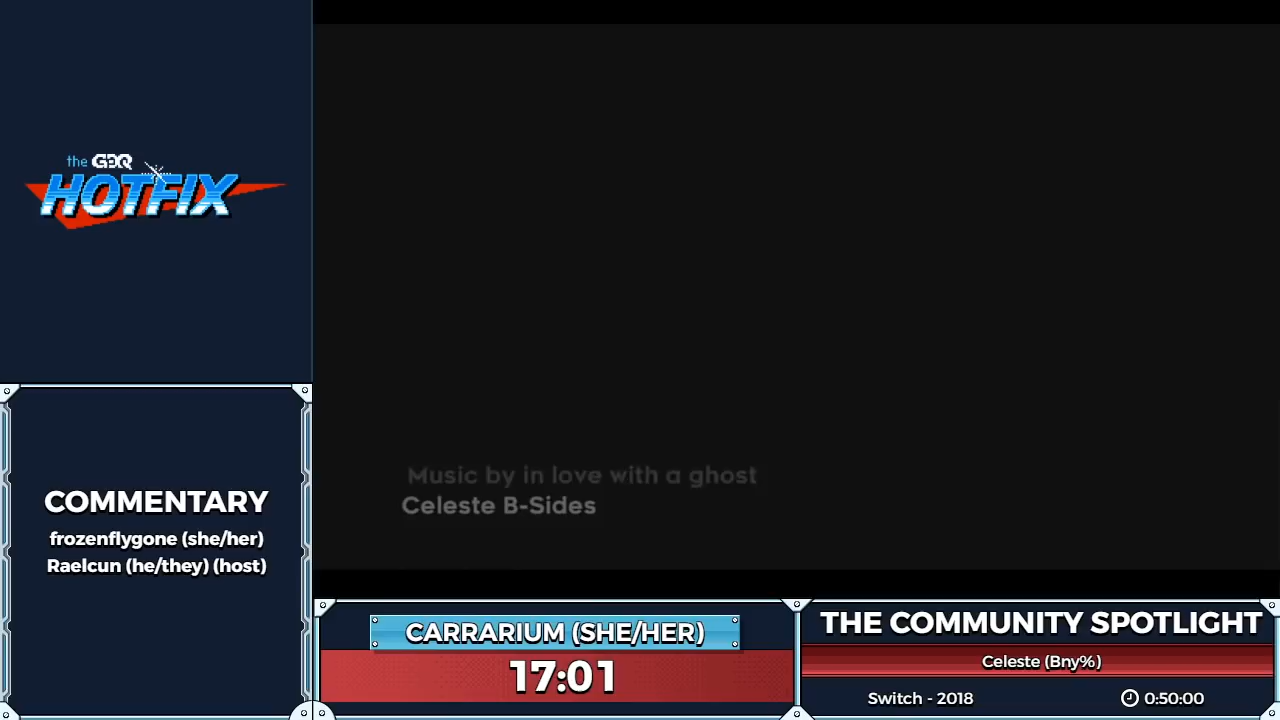 the GDQ
HOTFIX
COMMENTARY
frozenflygone (she/her)
Raelcun (he/they) (host)
Music by in love with a ghost
Celeste B-Sides
CARRARIUM (SHE/HER)
17:01
THE COMMUNITY SPOTLIGHT
Celeste (Bny%)
Switch - 2018
0:50:00